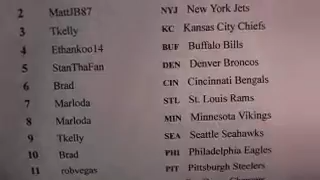 2 MattJB87 NYJ New York Jets
3 Tkelly KC Kansas City Chiefs
4 Ethankoo14 BUF Buffalo Bills
5 StanThaFan DEN Denver Broncos
6 Brad CIN Cincinnati Bengals
7 Marloda STL St. Louis Rams
8 Marloda MIN Minnesota Vikings
9 Tkelly SEA Seattle Seahawks
10 Brad PHI Philadelphia Eagles
11 robvegas PIT Pittsburgh Steelers